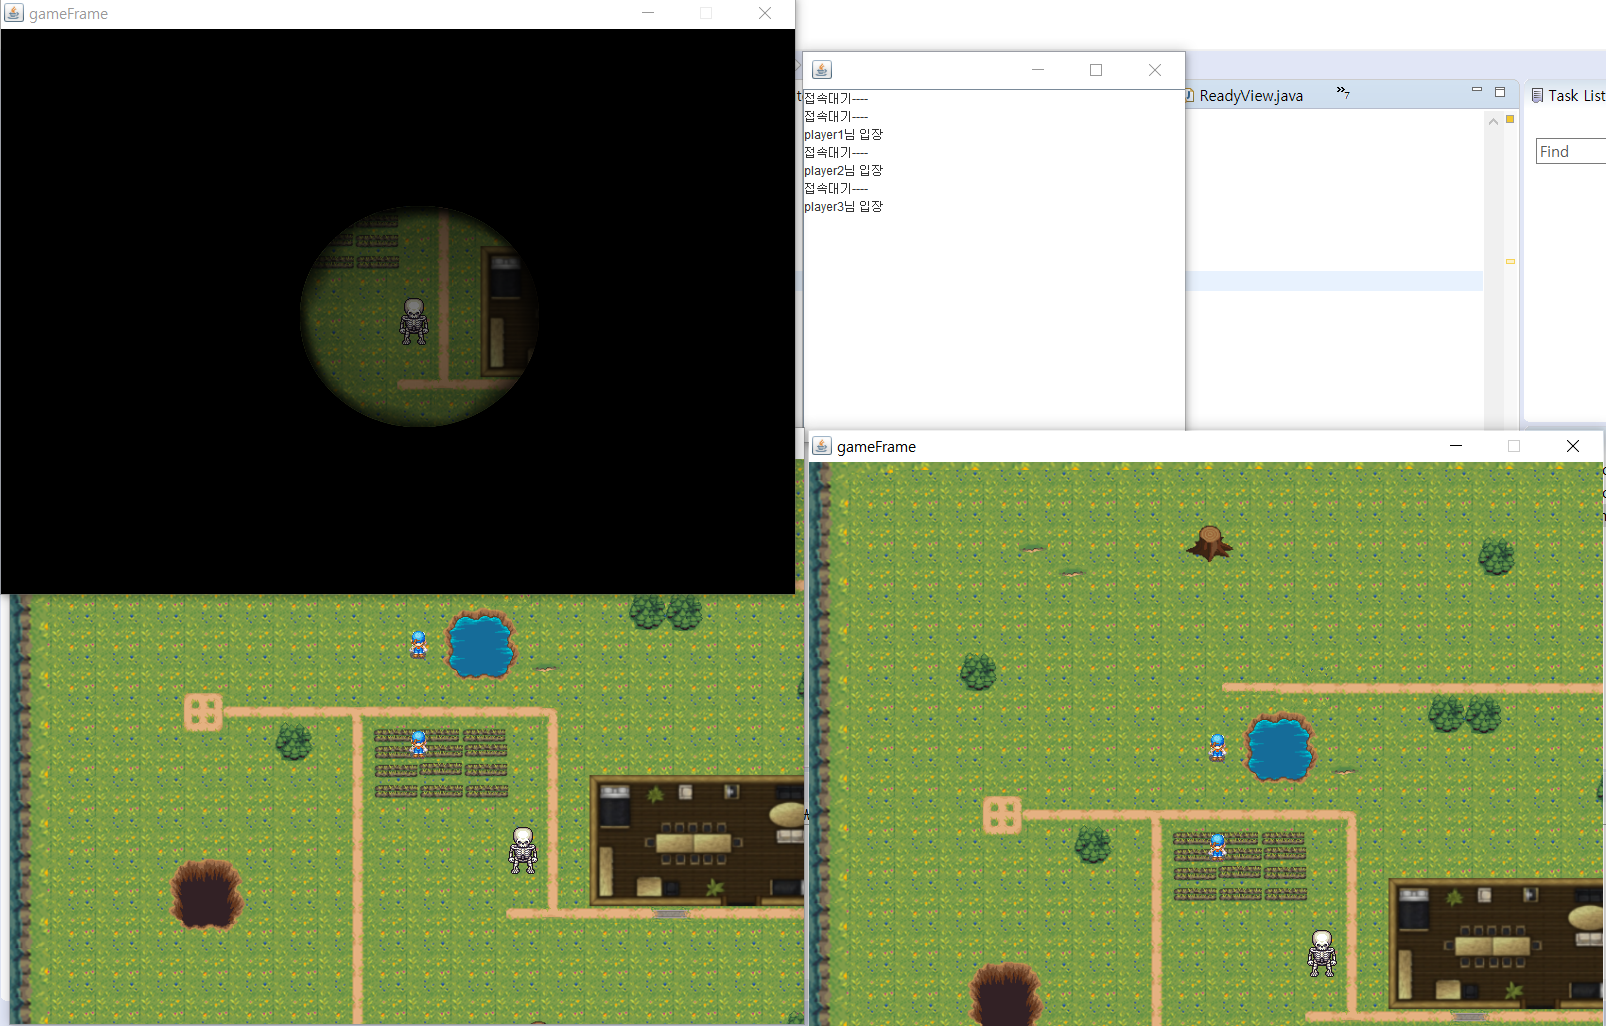 gameFrame
접속대기----
접속대기----
player1님 입장
접속대기----
player2님 입장
접속대기----
player3님 입장
ReadyView.java
»7
Task List
Find
gameFrame